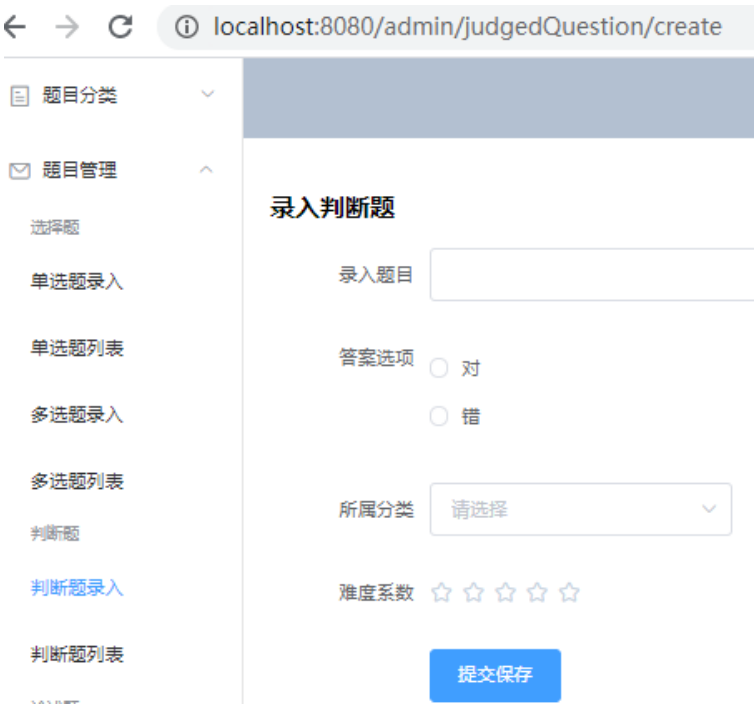 localhost:8080/admin/judgedQuestion/create
题目分类
题目管理
选择题
单选题录入
单选题列表
多选题录入
多选题列表
判断题
判断题录入
判断题列表
录入判断题
录入题目
答案选项
对
错
所属分类 请选择
难度系数
提交保存